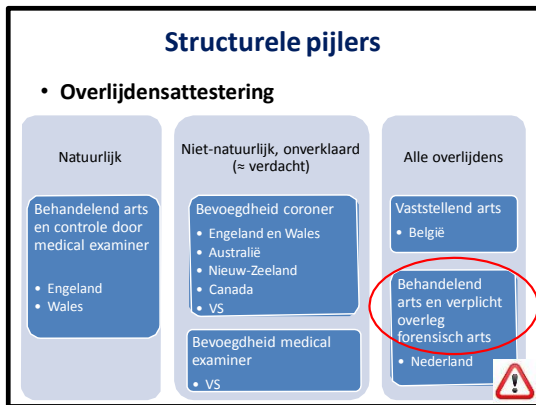 Structurele pijlers
• Overlijdensattestering
Natuurlijk
Behandelend arts
en controle door
medical examiner
• Engeland
• Wales
Niet-natuurlijk, onverklaard
(≈ verdacht)
Bevoegdheid coroner
• Engeland en Wales
• Australië
• Nieuw-Zeeland
• Canada
• VS
Bevoegdheid medical
examiner
• VS
Alle overlijdens
Vaststellend arts
• België
Behandelend
arts en verplicht
overleg
forensisch arts
• Nederland